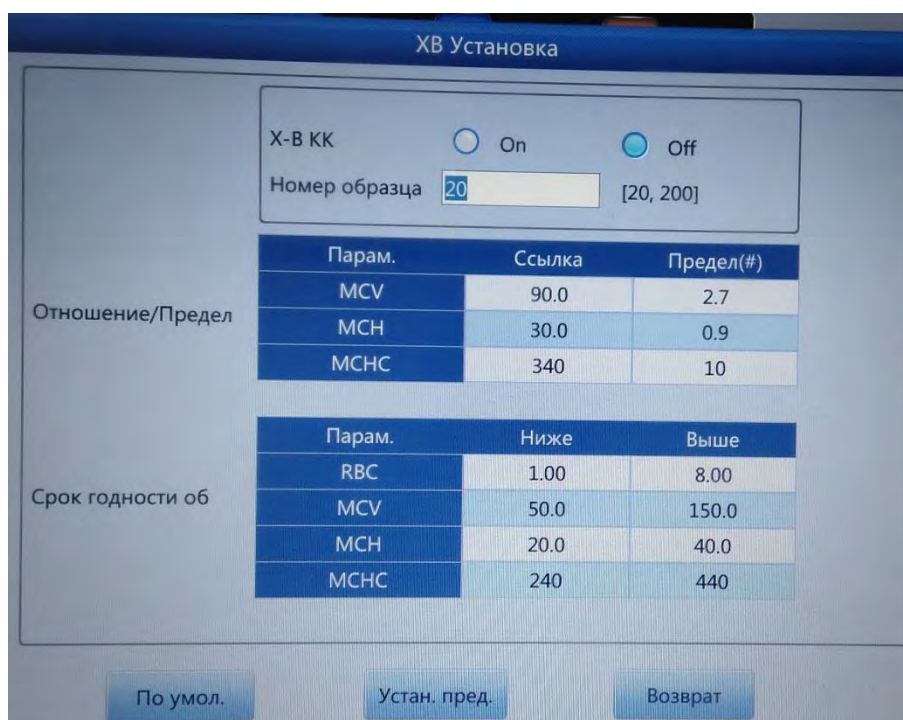 ХВ Установка
Х-В КК On Off
Номер образца 20 [20, 200]
Парам. Ссылка Предел(#)
MCV 90.0 2.7
Отношение/Предел
MCH 30.0 0.9
MCHC 340 10
Парам. Ниже Выше
RBC 1.00 8.00
Срок годности об
MCV 50.0 150.0
MCH 20.0 40.0
MCHC 240 440
По умол. Устан. пред. Возврат